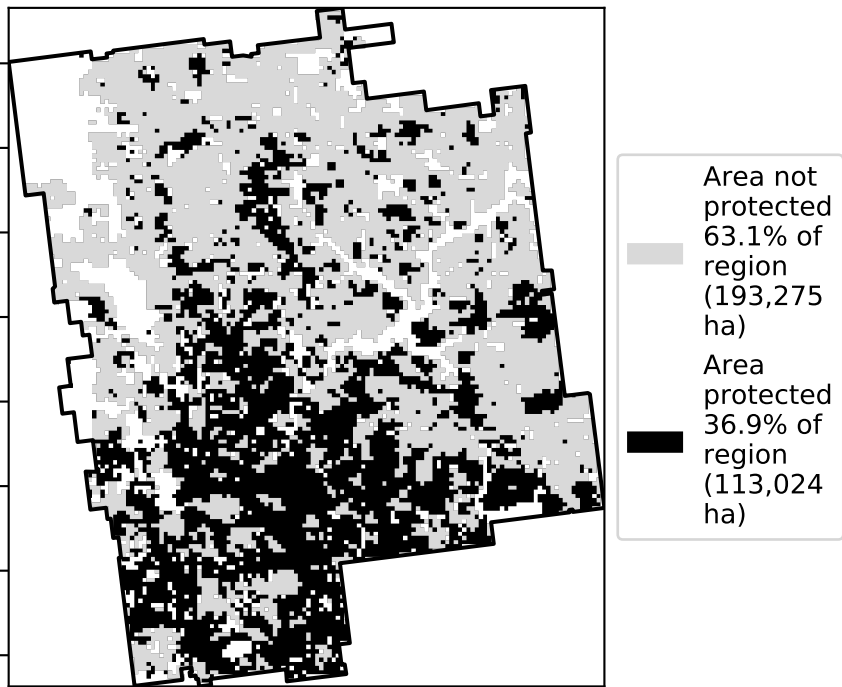 Area not
protected
63.1% of
region
(193,275
ha)
Area
protected
36.9% of
region
(113,024
ha)